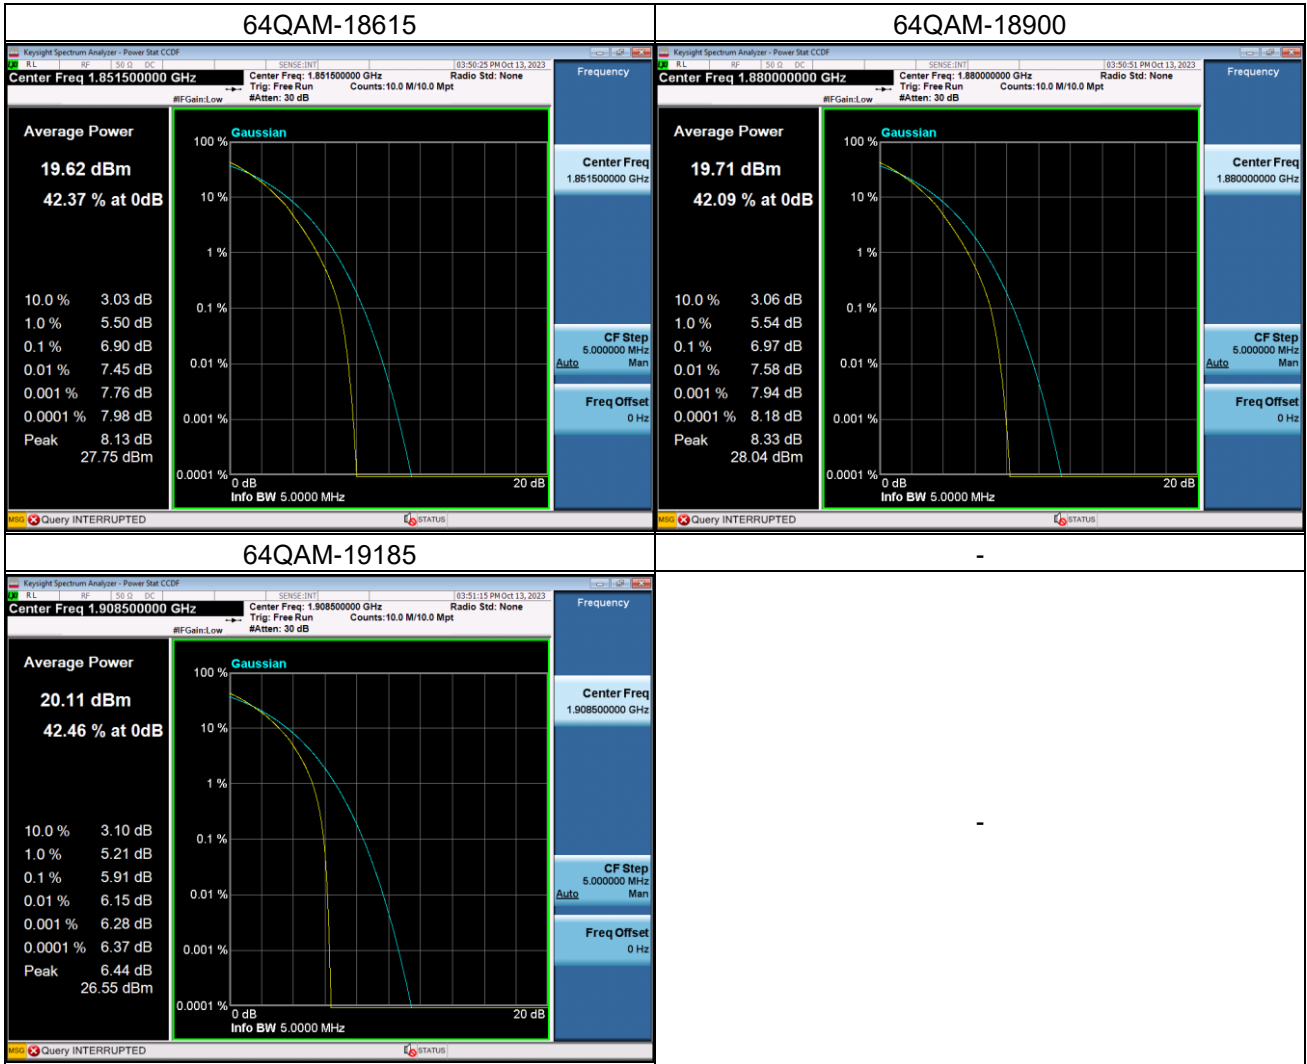 64QAM-18615
64QAM-18900
Keysight Spectrum Analyzer - Power Stat CCDF
RL RF 50 Ω DC SENSE:INT 03:50:25 PM Oct 13, 2023
Center Freq 1.851500000 GHz
Center Freq: 1.851500000 GHz Radio Std: None
Trig: Free Run Counts:10.0 M/10.0 Mpt
#IFGain:Low #Atten: 30 dB
Frequency
Average Power
19.62 dBm
42.37 % at 0dB
10.0 % 3.03 dB
1.0 % 5.50 dB
0.1 % 6.90 dB
0.01 % 7.45 dB
0.001 % 7.76 dB
0.0001 % 7.98 dB
Peak 8.13 dB
27.75 dBm
Gaussian
100 %
10 %
1 %
0.1 %
0.01 %
0.001 %
0.0001 %
0 dB 20 dB
Info BW 5.0000 MHz
Center Freq
1.851500000 GHz
CF Step
5.000000 MHz
Auto Man
Freq Offset
0 Hz
MSG Query INTERRUPTED STATUS
Keysight Spectrum Analyzer - Power Stat CCDF
RL RF 50 Ω DC SENSE:INT 03:50:51 PM Oct 13, 2023
Center Freq 1.880000000 GHz
Center Freq: 1.880000000 GHz Radio Std: None
Trig: Free Run Counts:10.0 M/10.0 Mpt
#IFGain:Low #Atten: 30 dB
Frequency
Average Power
19.71 dBm
42.09 % at 0dB
10.0 % 3.06 dB
1.0 % 5.54 dB
0.1 % 6.97 dB
0.01 % 7.58 dB
0.001 % 7.94 dB
0.0001 % 8.18 dB
Peak 8.33 dB
28.04 dBm
Gaussian
100 %
10 %
1 %
0.1 %
0.01 %
0.001 %
0.0001 %
0 dB 20 dB
Info BW 5.0000 MHz
Center Freq
1.880000000 GHz
CF Step
5.000000 MHz
Auto Man
Freq Offset
0 Hz
MSG Query INTERRUPTED STATUS
64QAM-19185
-
Keysight Spectrum Analyzer - Power Stat CCDF
RL RF 50 Ω DC SENSE:INT 03:51:15 PM Oct 13, 2023
Center Freq 1.908500000 GHz
Center Freq: 1.908500000 GHz Radio Std: None
Trig: Free Run Counts:10.0 M/10.0 Mpt
#IFGain:Low #Atten: 30 dB
Frequency
Average Power
20.11 dBm
42.46 % at 0dB
10.0 % 3.10 dB
1.0 % 5.21 dB
0.1 % 5.91 dB
0.01 % 6.15 dB
0.001 % 6.28 dB
0.0001 % 6.37 dB
Peak 6.44 dB
26.55 dBm
Gaussian
100 %
10 %
1 %
0.1 %
0.01 %
0.001 %
0.0001 %
0 dB 20 dB
Info BW 5.0000 MHz
Center Freq
1.908500000 GHz
CF Step
5.000000 MHz
Auto Man
Freq Offset
0 Hz
MSG Query INTERRUPTED STATUS
-